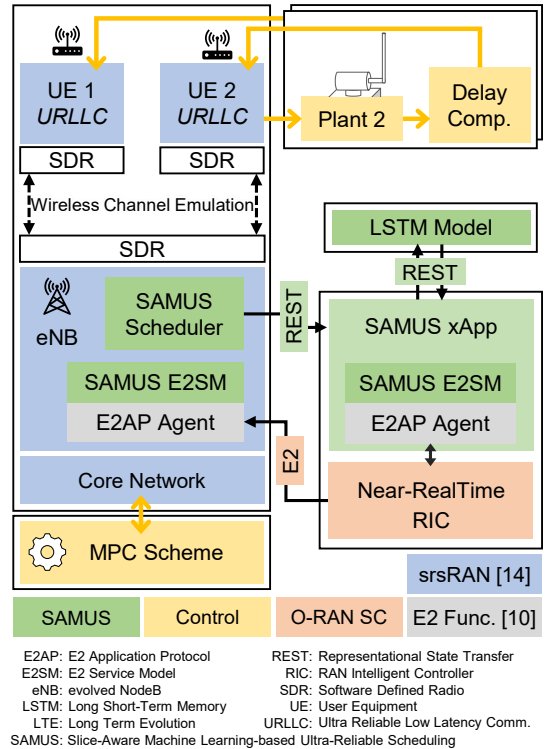 UE 1
URLLC
UE 2
URLLC
Plant 2
Delay
Comp.
SDR
SDR
Wireless Channel Emulation
SDR
LSTM Model
REST
eNB
SAMUS
Scheduler
REST
SAMUS xApp
SAMUS E2SM
E2AP Agent
SAMUS E2SM
E2AP Agent
E2
Core Network
Near-RealTime
RIC
MPC Scheme
srsRAN [14]
SAMUS
Control
O-RAN SC
E2 Func. [10]
E2AP: E2 Application Protocol
REST: Representational State Transfer
E2SM: E2 Service Model
RIC: RAN Intelligent Controller
eNB: evolved NodeB
SDR: Software Defined Radio
LSTM: Long Short-Term Memory
UE: User Equipment
LTE: Long Term Evolution
URLLC: Ultra Reliable Low Latency Comm.
SAMUS: Slice-Aware Machine Learning-based Ultra-Reliable Scheduling